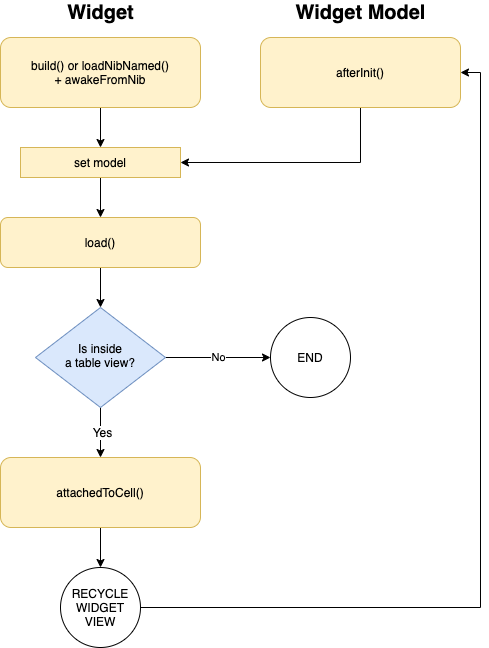 Widget
Widget Model
build() or loadNibNamed()
+ awakeFromNib
afterInit()
set model
load()
Is inside
a table view?
No
END
Yes
attachedToCell()
RECYCLE
WIDGET
VIEW